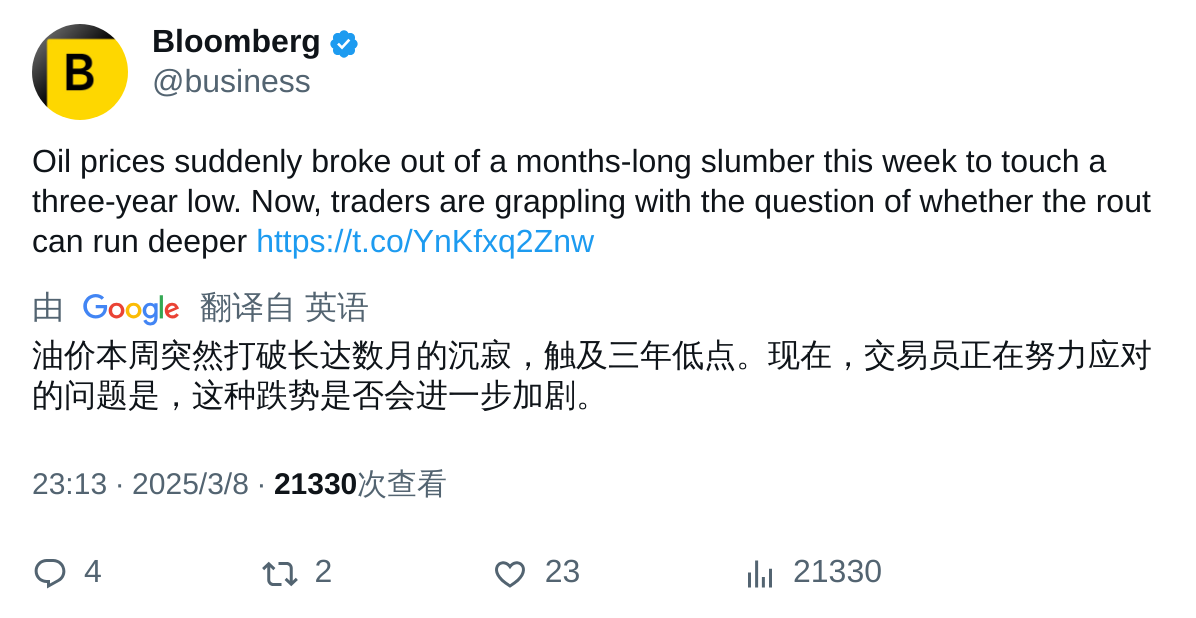 B
Bloomberg
@business
Oil prices suddenly broke out of a months-long slumber this week to touch a
three-year low. Now, traders are grappling with the question of whether the rout
can run deeper https://t.co/YnKfxq2Znw
由 Google 翻译自 英语
油价本周突然打破长达数月的沉寂，触及三年低点。现在，交易员正在努力应对
的问题是，这种跌势是否会进一步加剧。
23:13 · 2025/3/8 · 21330次查看
4 2 23 21330